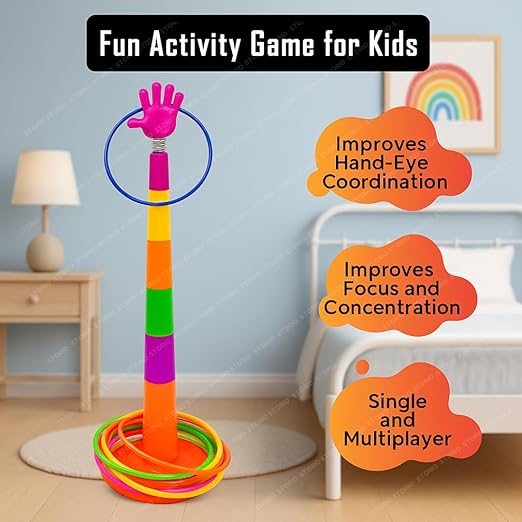 Fun Activity Game for Kids
Improves
Hand-Eye
Coordination
Improves
Focus and
Concentration
Single
and
Multiplayer